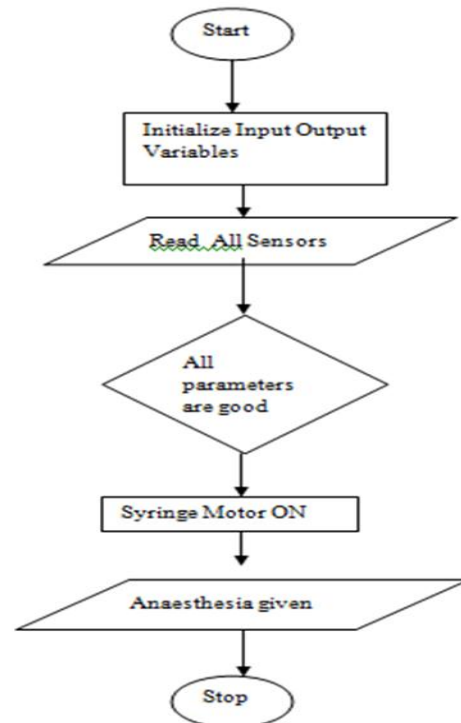 Start
Initialize Input Output
Variables
Read All Sensors
All
parameters
are good
Syringe Motor ON
Anaesthesia given
Stop